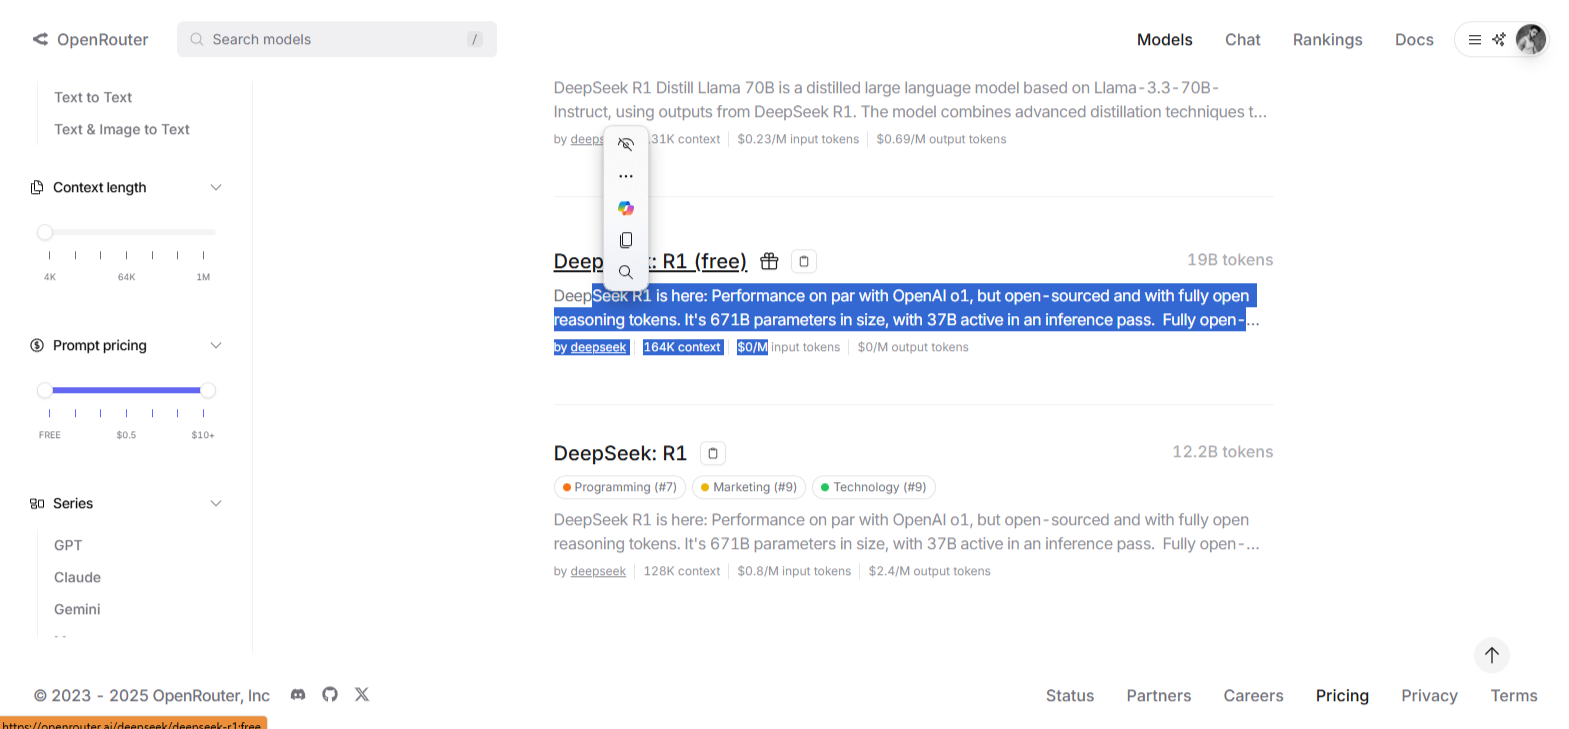 OpenRouter
Search models
/
Models
Chat
Rankings
Docs
Text to Text
Text & Image to Text
Context length
4K
64K
1M
Prompt pricing
FREE
$0.5
$10+
Series
GPT
Claude
Gemini
DeepSeek R1 Distill Llama 70B is a distilled large language model based on Llama-3.3-70B-
Instruct, using outputs from DeepSeek R1. The model combines advanced distillation techniques t...
by deeps 31K context $0.23/M input tokens $0.69/M output tokens
Deep : R1 (free)
19B tokens
DeepSeek R1 is here: Performance on par with OpenAI o1, but open-sourced and with fully open
reasoning tokens. It's 671B parameters in size, with 37B active in an inference pass. Fully open-...
by deepseek 164K context $0/M input tokens $0/M output tokens
DeepSeek: R1
12.2B tokens
Programming (#7) Marketing (#9) Technology (#9)
DeepSeek R1 is here: Performance on par with OpenAI o1, but open-sourced and with fully open
reasoning tokens. It's 671B parameters in size, with 37B active in an inference pass. Fully open-...
by deepseek 128K context $0.8/M input tokens $2.4/M output tokens
© 2023 - 2025 OpenRouter, Inc
Status
Partners
Careers
Pricing
Privacy
Terms
https://openrouter.ai/deepseek/deepseek-r1:free